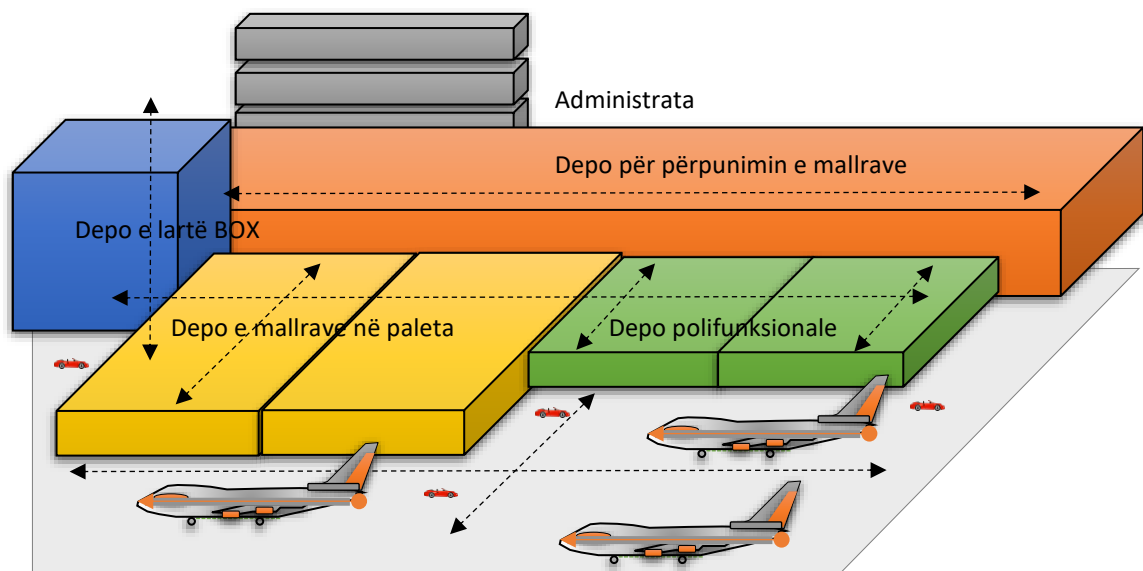 Administrata
Depo për përpunimin e mallrave
Depo e lartë BOX
Depo e mallrave në paleta
Depo polifunksionale